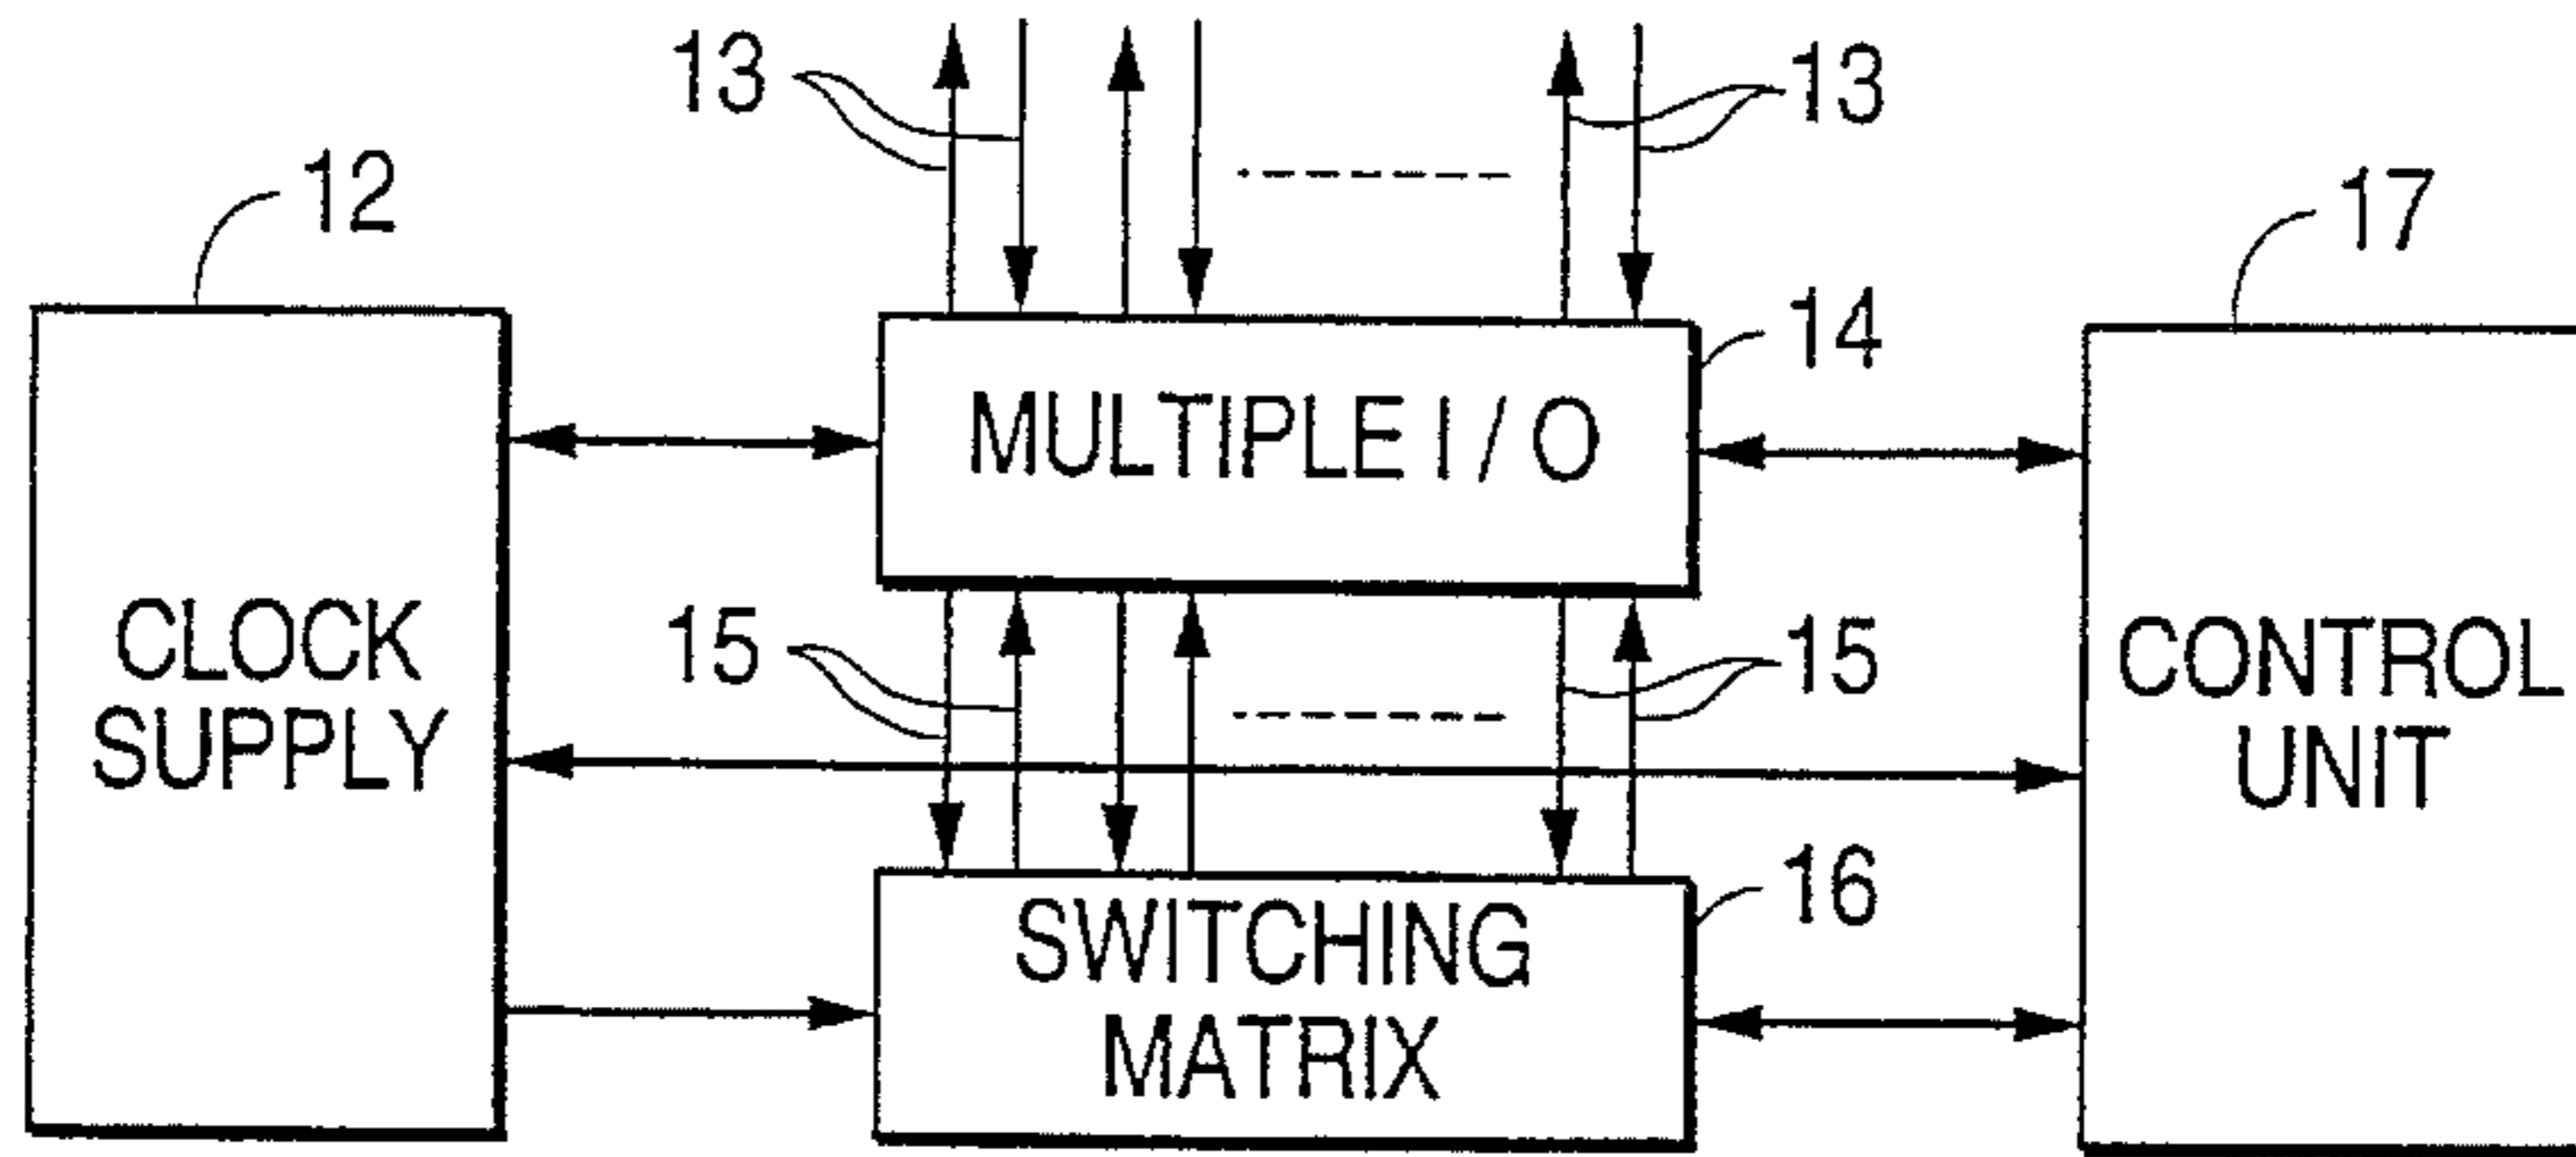 13
13
12
17
14
MULTIPLE I / O
CLOCK
SUPPLY
15
15
CONTROL
UNIT
16
SWITCHING
MATRIX